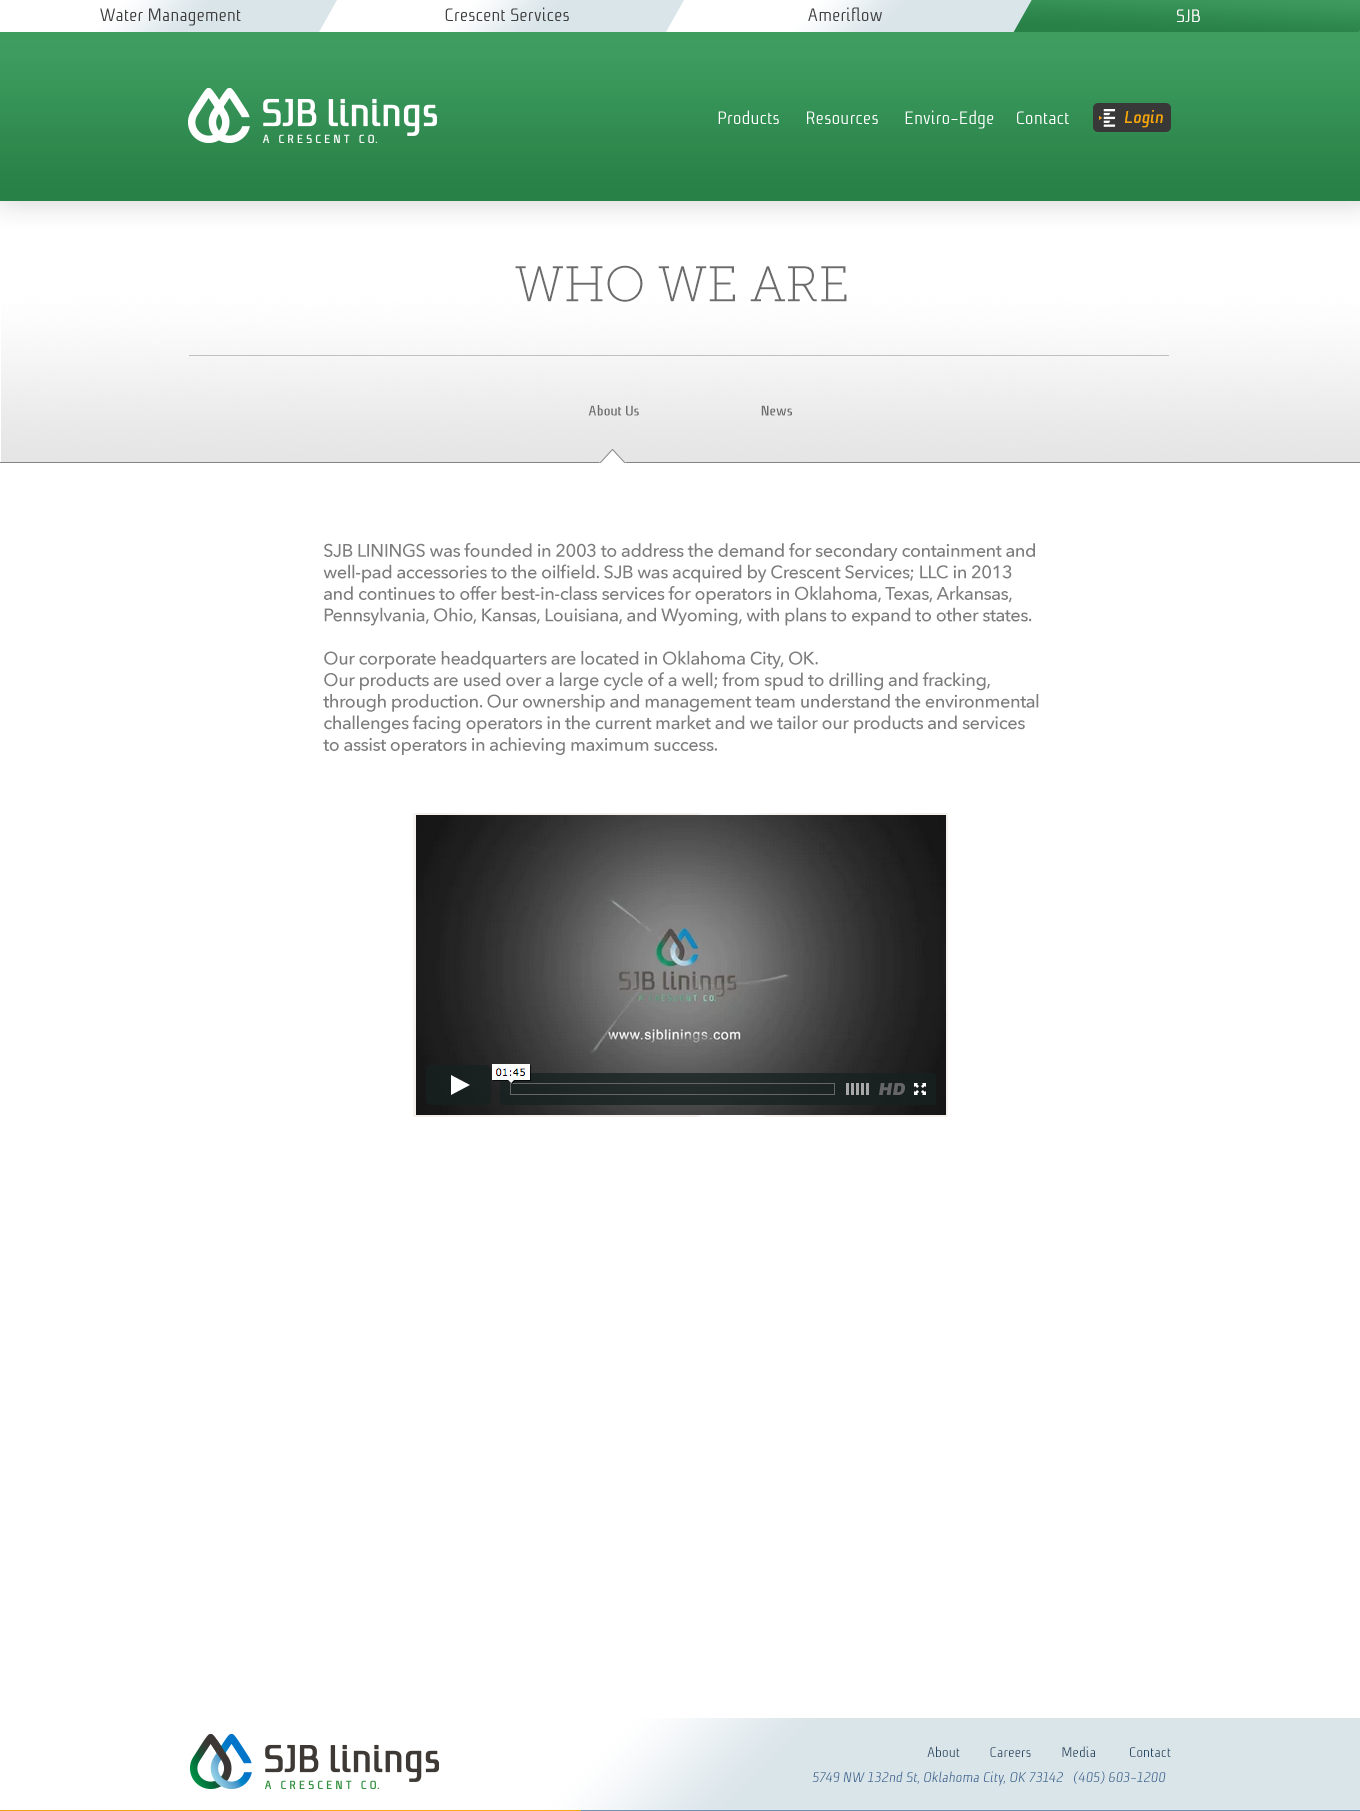 Water Management
Crescent Services
Ameriflow
SJB
SJB linings
A CRESCENT CO.
Products
Resources
Enviro-Edge
Contact
Login
WHO WE ARE
About Us
News
SJB LININGS was founded in 2003 to address the demand for secondary containment and
well-pad accessories to the oilfield. SJB was acquired by Crescent Services; LLC in 2013
and continues to offer best-in-class services for operators in Oklahoma, Texas, Arkansas,
Pennsylvania, Ohio, Kansas, Louisiana, and Wyoming, with plans to expand to other states.
Our corporate headquarters are located in Oklahoma City, OK.
Our products are used over a large cycle of a well; from spud to drilling and fracking,
through production. Our ownership and management team understand the environmental
challenges facing operators in the current market and we tailor our products and services
to assist operators in achieving maximum success.
SJB linings
A CRESCENT CO.
www.sjblinings.com
01:45
HD
SJB linings
A CRESCENT CO.
About
Careers
Media
Contact
5749 NW 132nd St, Oklahoma City, OK 73142 (405) 603-1200